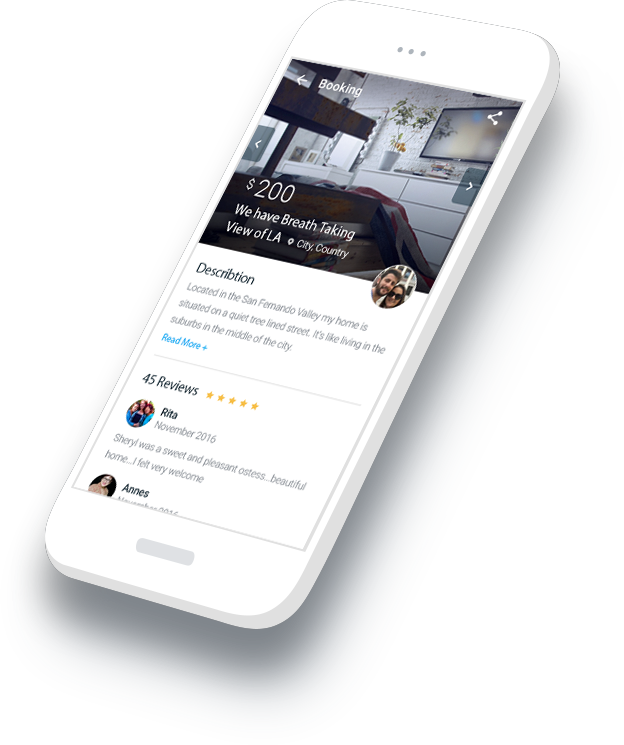 Booking
$200
We have Breath Taking
View of LA City, Country
Describtion
Located in the San Fernando Valley my home is
situated on a quiet tree lined street. It's like living in the
suburbs in the middle of the city.
Read More +
45 Reviews
Rita
November 2016
Sheryl was a sweet and pleasant ostess...beautiful
home...I felt very welcome
Annes
November 2016